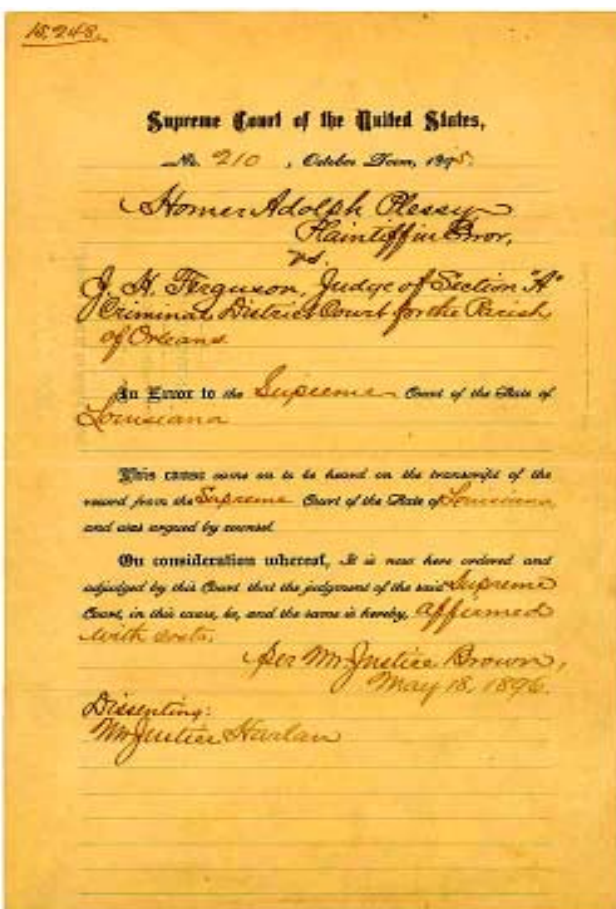 15,248.
Supreme Court of the United States,
No. 210 , October Term, 1895.
Homer Adolph Plessy
Plaintiff in Error,
vs.
J. H. Ferguson, Judge of Section "A"
Criminal District Court for the Parish
of Orleans
In Error to the Supreme Court of the State of
Louisiana
This cause came on to be heard on the transcript of the
record from the Supreme Court of the State of Louisiana,
and was argued by counsel.
On consideration whereof, It is now here ordered and
adjudged by this Court that the judgment of the said Supreme
Court, in this cause, be, and the same is hereby, affirmed
with costs.
per Mr. Justice Brown,
May 18, 1896.
Dissenting:
Mr. Justice Harlan